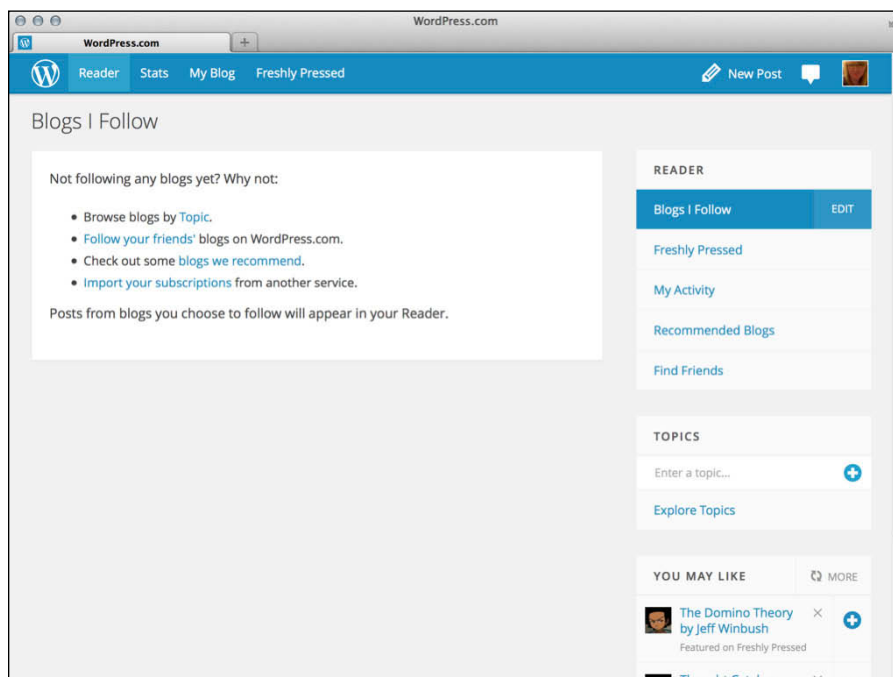 WordPress.com
WordPress.com
Reader Stats My Blog Freshly Pressed New Post
Blogs I Follow
Not following any blogs yet? Why not:
• Browse blogs by Topic.
• Follow your friends' blogs on WordPress.com.
• Check out some blogs we recommend.
• Import your subscriptions from another service.
Posts from blogs you choose to follow will appear in your Reader.
READER
Blogs I Follow EDIT
Freshly Pressed
My Activity
Recommended Blogs
Find Friends
TOPICS
Enter a topic...
Explore Topics
YOU MAY LIKE MORE
The Domino Theory
by Jeff Winbush
Featured on Freshly Pressed